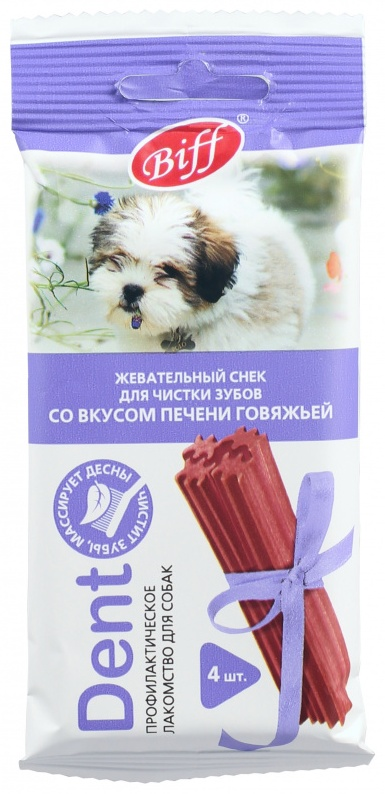 Biff®
ЖЕВАТЕЛЬНЫЙ СНЕК
ДЛЯ ЧИСТКИ ЗУБОВ
СО ВКУСОМ ПЕЧЕНИ ГОВЯЖЬЕЙ
МАССИРУЕТ ДЕСНЫ
ЧИСТИТ ЗУБЫ,
Dent
ПРОФИЛАКТИЧЕСКОЕ
ЛАКОМСТВО ДЛЯ СОБАК
4 шт.